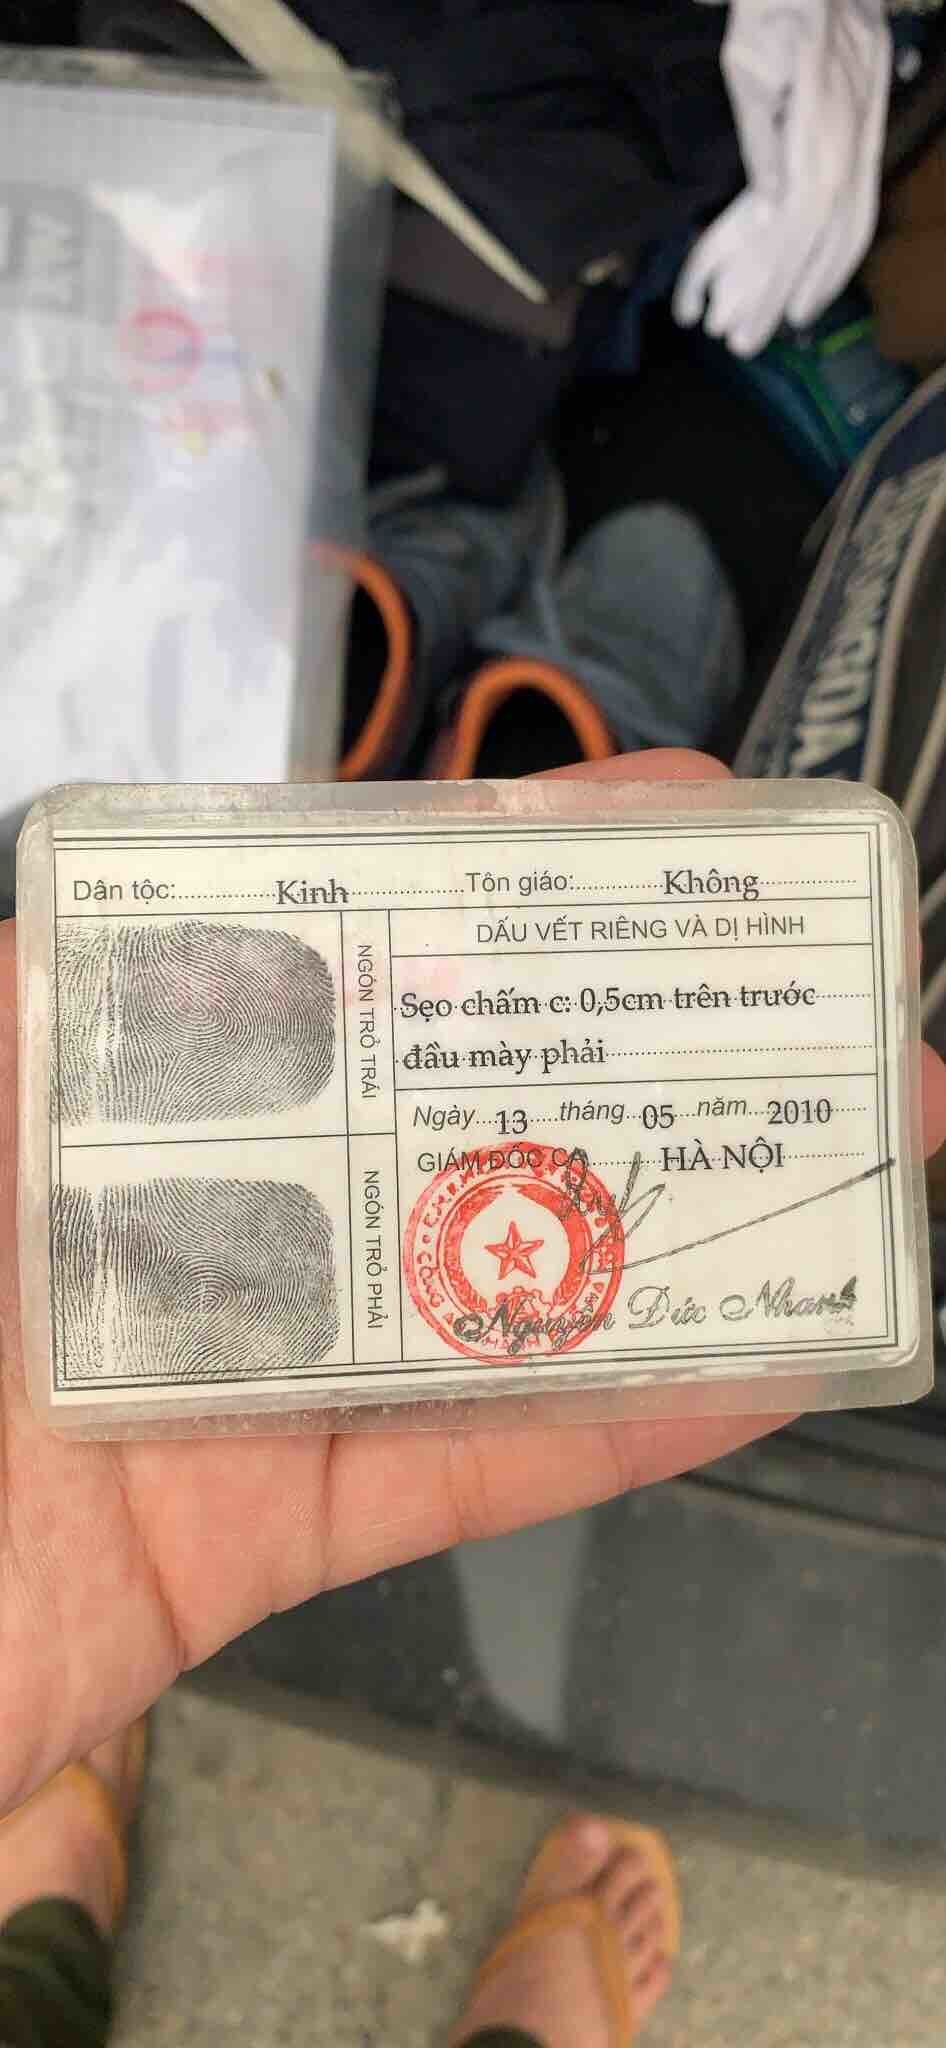 HONDA
Dân tộc: Kinh Tôn giáo: Không
NGÓN TRỎ TRÁI
DẤU VẾT RIÊNG VÀ DỊ HÌNH
Sẹo chấm c: 0,5cm trên trước
đầu mày phải
NGÓN TRỎ PHẢI
Ngày 13 tháng 05 năm 2010
GIÁM ĐỐC CA HÀ NỘI
Nguyễn Đức Nhanh